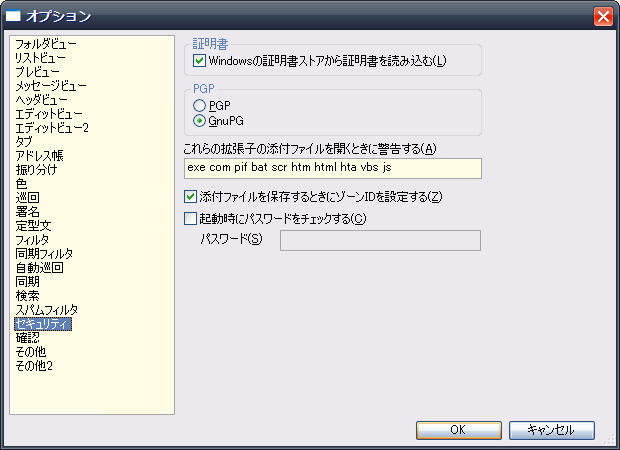 オプション
フォルダビュー
リストビュー
プレビュー
メッセージビュー
ヘッダビュー
エディットビュー
エディットビュー2
タブ
アドレス帳
振り分け
色
巡回
署名
定型文
フィルタ
同期フィルタ
自動巡回
同期
検索
スパムフィルタ
セキュリティ
確認
その他
その他2
証明書
Windowsの証明書ストアから証明書を読み込む(L)
PGP
PGP
GnuPG
これらの拡張子の添付ファイルを開くときに警告する(A)
exe com pif bat scr htm html hta vbs js
添付ファイルを保存するときにゾーンIDを設定する(Z)
起動時にパスワードをチェックする(C)
パスワード(S)
OK
キャンセル